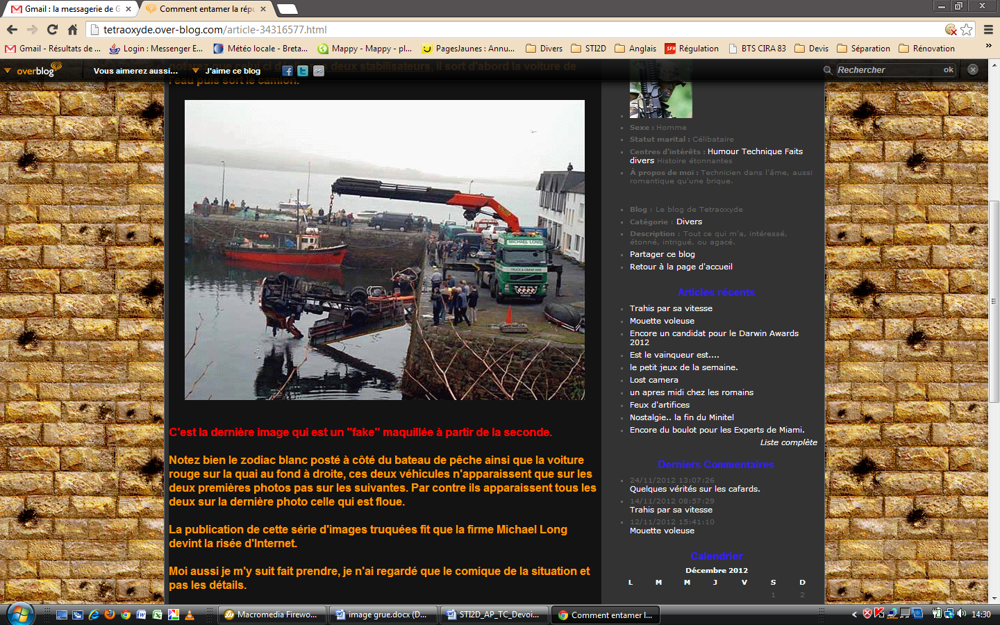 Gmail : la messagerie de G
Comment entamer la répu
tetraoxyde.over-blog.com/article-34316577.html
Gmail - Résultats de ...
Login : Messenger E...
Météo locale - Breta...
Mappy - Mappy - pl...
PagesJaunes : Annu...
Divers
STI2D
Anglais
SFR
Régulation
BTS CIRA 83
Devis
Séparation
Rénovation
»
overblog
Vous aimerez aussi...
J'aime ce blog
Rechercher
ok
deux stabilisateurs, il sort d'abord la voiture de
l'eau puis sort le camion.
MICHAEL LONG
C'est la dernière image qui est un "fake" maquillée à partir de la seconde.
Notez bien le zodiac blanc posté à côté du bateau de pêche ainsi que la voiture
rouge sur la quai au fond à droite, ces deux véhicules n'apparaissent que sur les
deux premières photos pas sur les suivantes. Par contre ils apparaissent tous les
deux sur la dernière photo celle qui est floue.
La publication de cette série d'images truquées fit que la firme Michael Long
devint la risée d'Internet.
Moi aussi je m'y suit fait prendre, je n'ai regardé que le comique de la situation et
pas les détails.
Sexe : Homme
Statut marital : Célibataire
Centres d'intérêts : Humour Technique Faits
divers Histoire étonnantes
À propos de moi : Technicien dans l'âme, aussi
romantique qu'une brique.
Blog : Le blog de Tetraoxyde
Catégorie : Divers
Description : Tout ce qui m'a, intéressé,
étonné, intrigué, ou agacé.
Partager ce blog
Retour à la page d'accueil
Articles récents
Trahis par sa vitesse
Mouette voleuse
Encore un candidat pour le Darwin Awards
2012
Est le vainqueur est....
le petit jeux de la semaine.
Lost camera
un apres midi chez les romains
Feux d'artifices
Nostalgie.. la fin du Minitel
Encore du boulot pour les Experts de Miami.
Liste complète
Derniers Commentaires
24/11/2012 13:07:26
Quelques vérités sur les cafards.
14/11/2012 08:57:29
Trahis par sa vitesse
12/11/2012 15:41:10
Mouette voleuse
Calendrier
Décembre 2012
L M M J V S D
1 2
Macromedia Firewo...
image grue.docx (D...
STI2D_AP_TC_Devoi...
Comment entamer l...
14:30